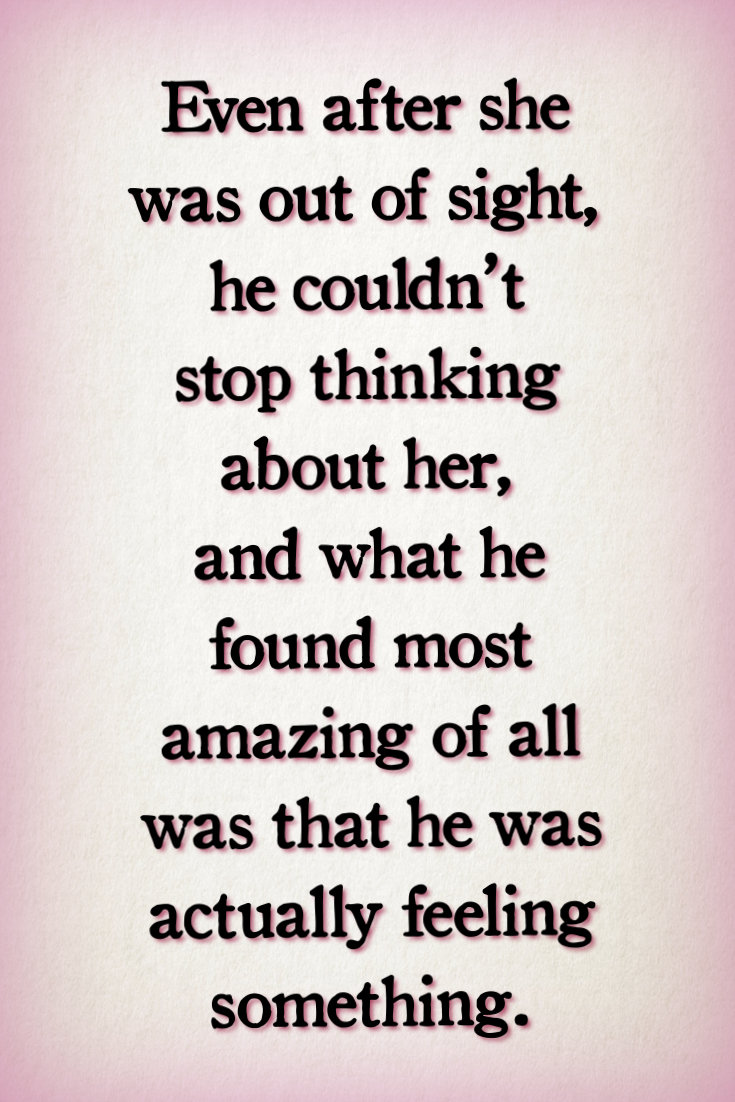 Even after she
was out of sight,
he couldn’t
stop thinking
about her,
and what he
found most
amazing of all
was that he was
actually feeling
something.